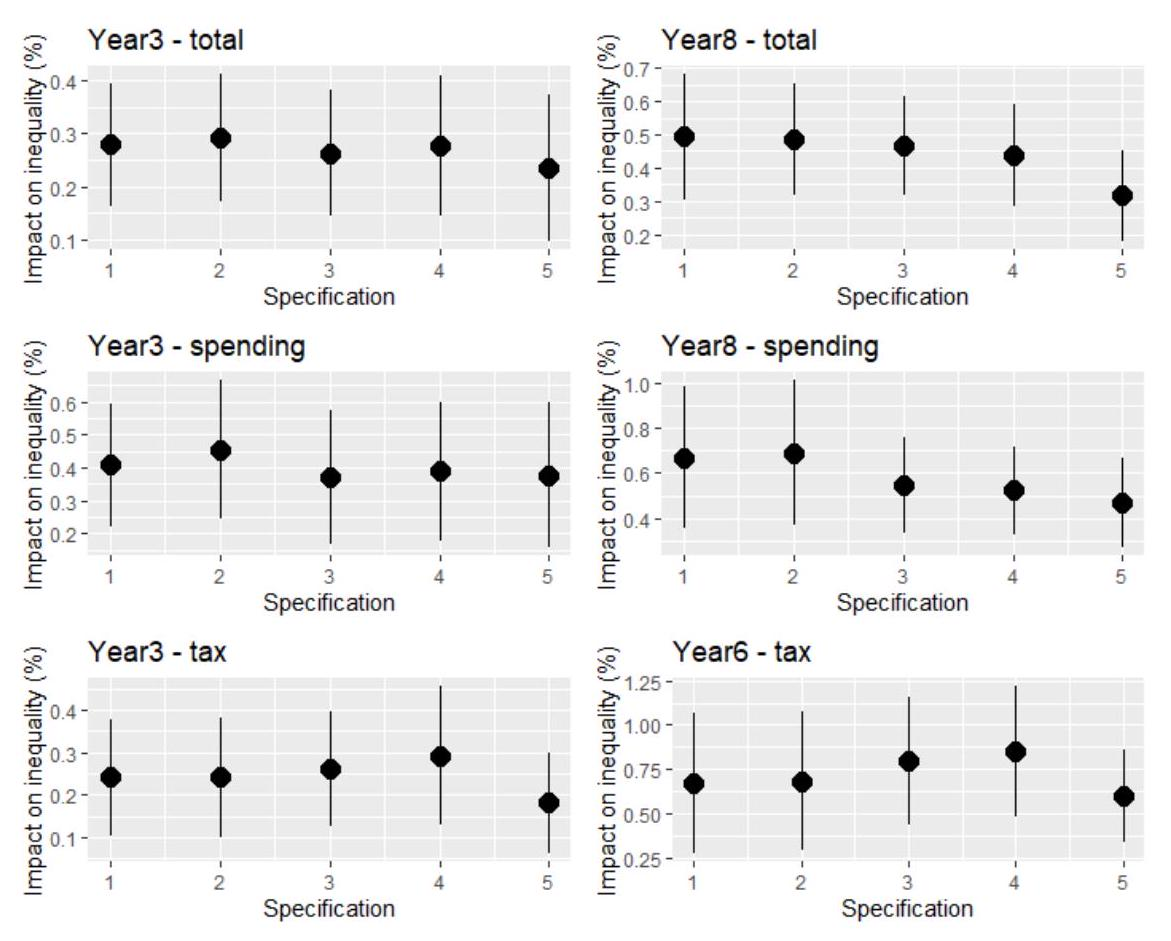 Year3 - total
Impact on inequality (%)
0.4
0.3
0.2
0.1
1 2 3 4 5
Specification
Year8 - total
Impact on inequality (%)
0.7
0.6
0.5
0.4
0.3
0.2
1 2 3 4 5
Specification
Year3 - spending
Impact on inequality (%)
0.6
0.5
0.4
0.3
0.2
1 2 3 4 5
Specification
Year8 - spending
Impact on inequality (%)
1.0
0.8
0.6
0.4
1 2 3 4 5
Specification
Year3 - tax
Impact on inequality (%)
0.4
0.3
0.2
0.1
1 2 3 4 5
Specification
Year6 - tax
Impact on inequality (%)
1.25
1.00
0.75
0.50
0.25
1 2 3 4 5
Specification